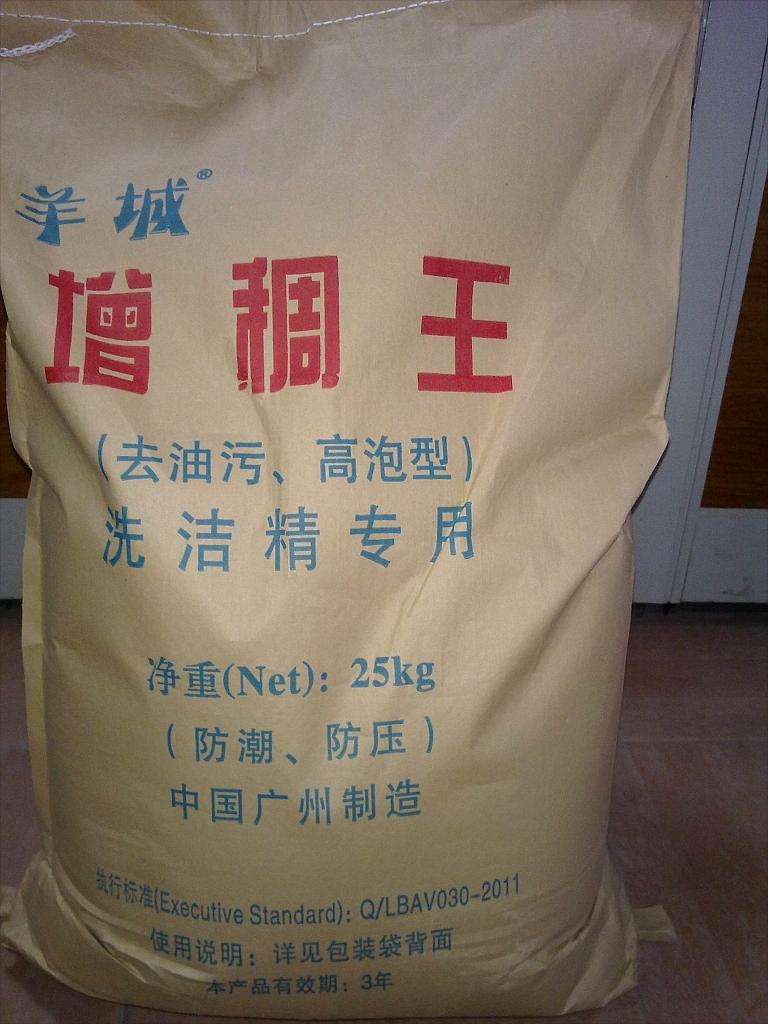 羊城®
增稠王
(去油污、高泡型)
洗洁精专用
净重(Net): 25kg
(防潮、防压)
中国广州制造
执行标准(Executive Standard): Q/LBAV030-2011
使用说明: 详见包装袋背面
本产品有效期: 3年